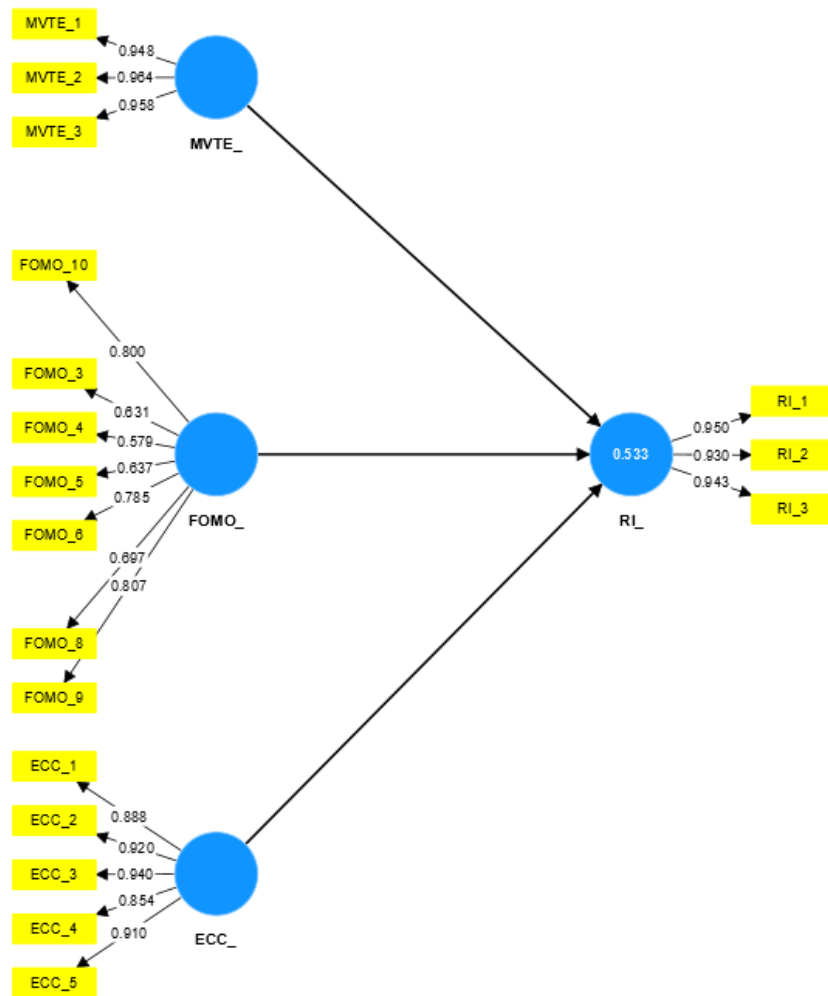 MVTE_1
MVTE_2
MVTE_3
0.948
0.964
0.958
MVTE_
FOMO_10
FOMO_3
FOMO_4
FOMO_5
FOMO_6
FOMO_8
FOMO_9
0.800
0.631
0.579
0.637
0.785
0.697
0.807
FOMO_
ECC_1
ECC_2
ECC_3
ECC_4
ECC_5
0.888
0.920
0.940
0.854
0.910
ECC_
0.533
RI_
0.950
0.930
0.943
RI_1
RI_2
RI_3